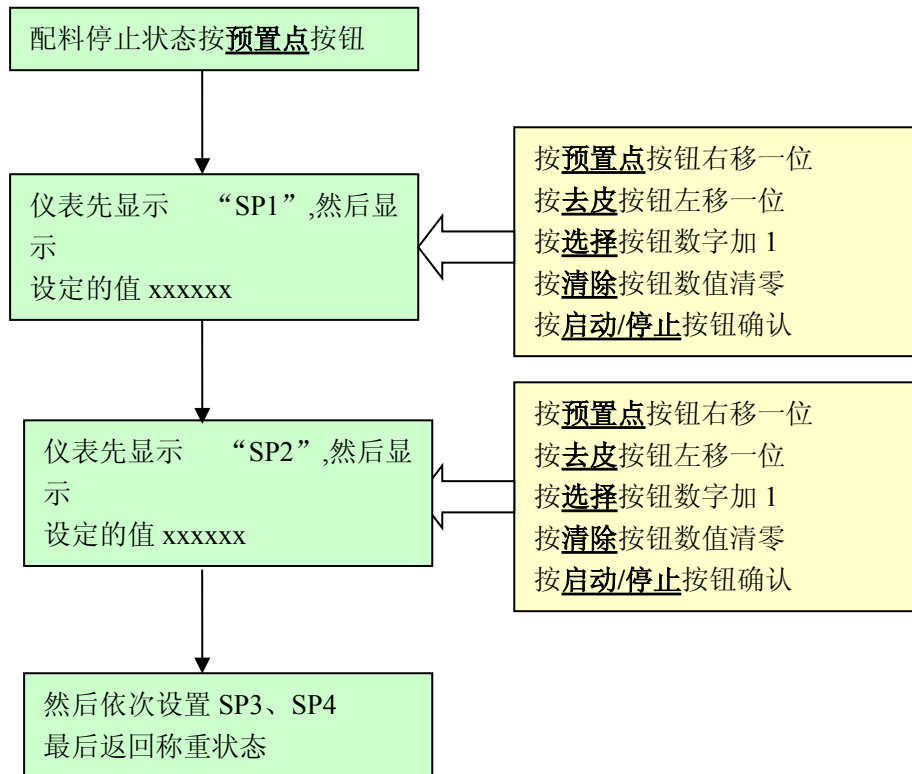 配料停止状态按预置点按钮
按预置点按钮右移一位
按去皮按钮左移一位
按选择按钮数字加 1
按清除按钮数值清零
按启动/停止按钮确认
仪表先显示 “SP1”,然后显
示
设定的值 xxxxxx
按预置点按钮右移一位
按去皮按钮左移一位
按选择按钮数字加 1
按清除按钮数值清零
按启动/停止按钮确认
仪表先显示 “SP2”,然后显
示
设定的值 xxxxxx
然后依次设置 SP3、SP4
最后返回称重状态